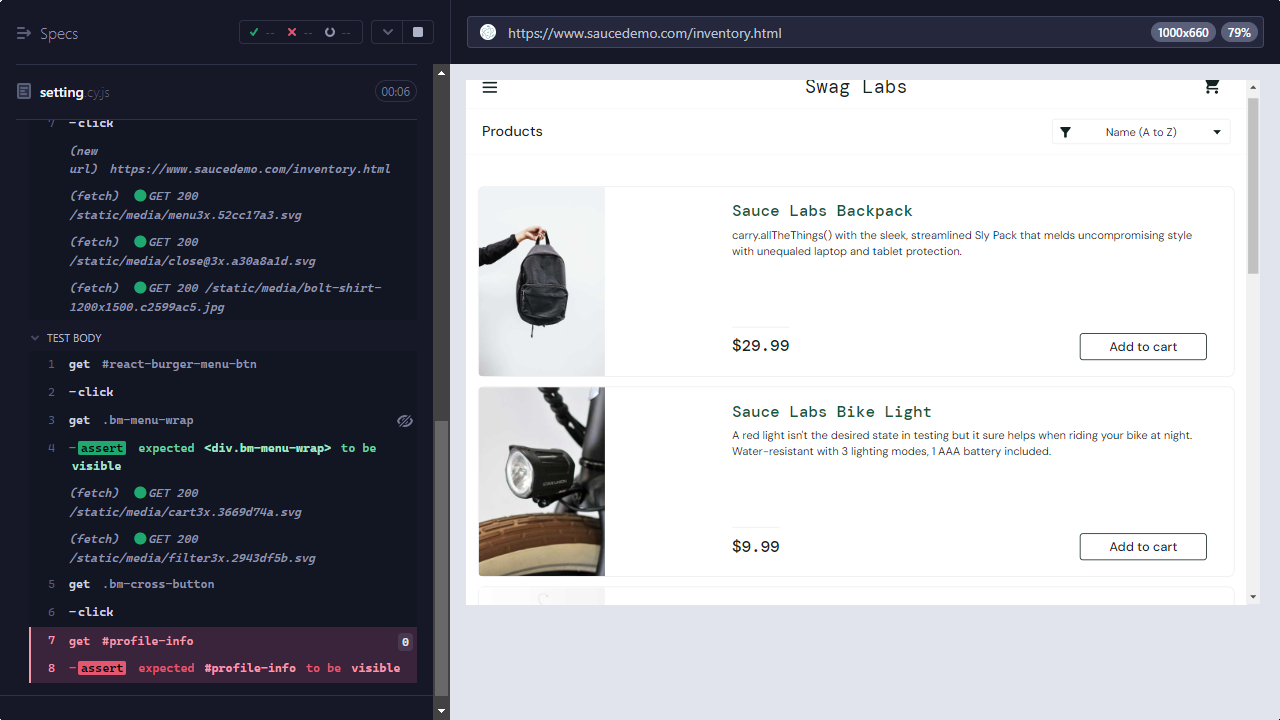 Specs
--
--
--
https://www.saucedemo.com/inventory.html
1000x660
79%
setting.cy.js
00:06
7 -click
(new
url) https://www.saucedemo.com/inventory.html
(fetch) GET 200
/static/media/menu3x.52cc17a3.svg
(fetch) GET 200
/static/media/close@3x.a30a8a1d.svg
(fetch) GET 200 /static/media/bolt-shirt-
1200x1500.c2599ac5.jpg
TEST BODY
1 get #react-burger-menu-btn
2 -click
3 get .bm-menu-wrap
4 -assert expected <div.bm-menu-wrap> to be
visible
(fetch) GET 200
/static/media/cart3x.3669d74a.svg
(fetch) GET 200
/static/media/filter3x.2943df5b.svg
5 get .bm-cross-button
6 -click
7 get #profile-info 0
8 -assert expected #profile-info to be visible
Swag Labs
Products
Name (A to Z)
Sauce Labs Backpack
carry.allTheThings() with the sleek, streamlined Sly Pack that melds uncompromising style
with unequaled laptop and tablet protection.
$29.99
Add to cart
Sauce Labs Bike Light
A red light isn't the desired state in testing but it sure helps when riding your bike at night.
Water-resistant with 3 lighting modes, 1 AAA battery included.
$9.99
Add to cart